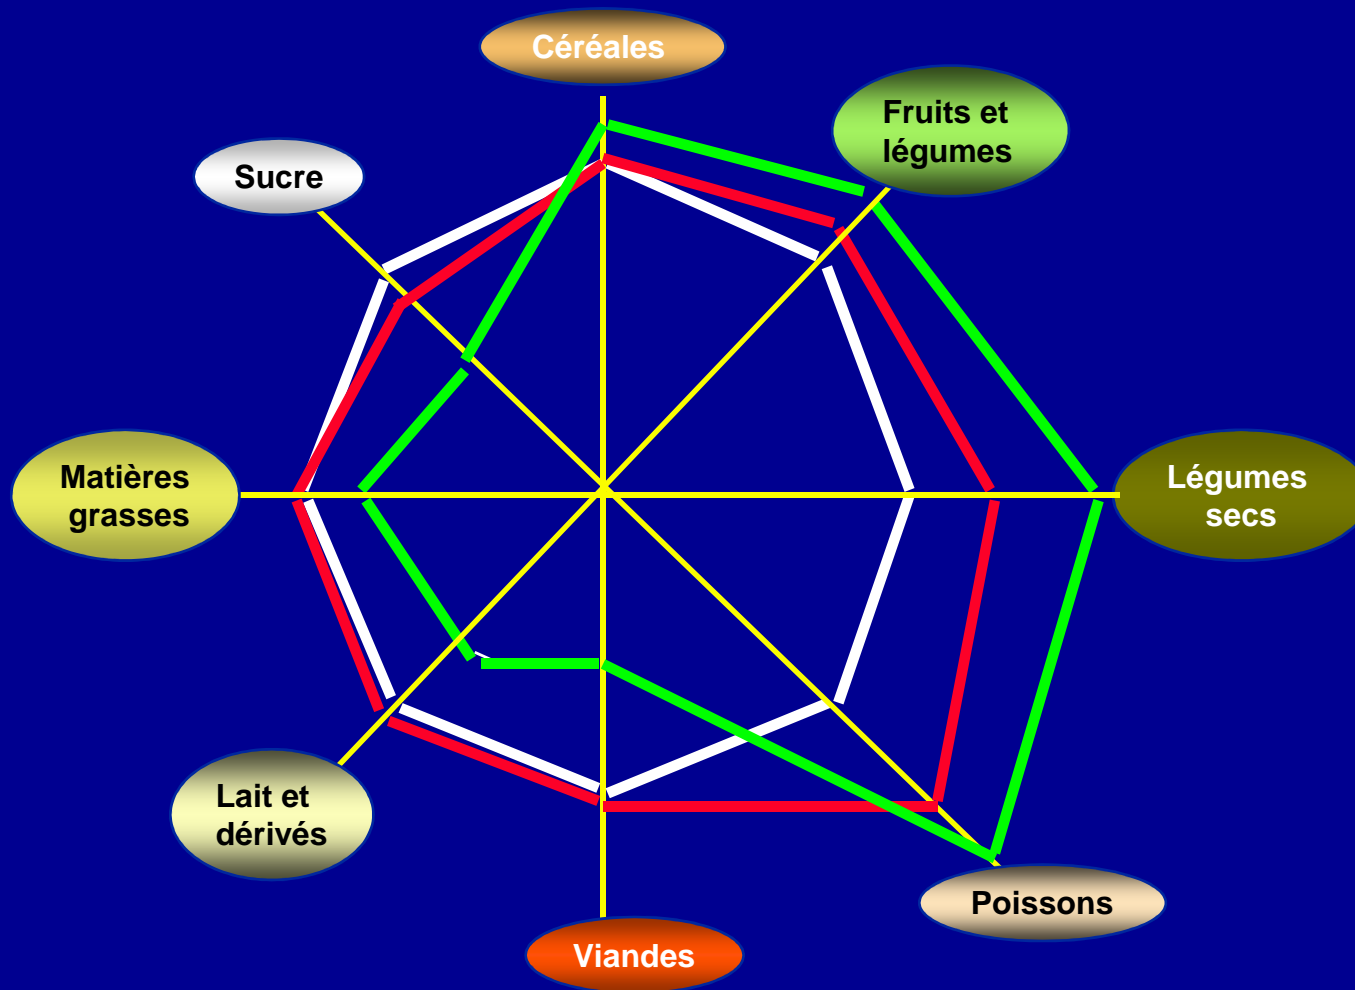 Céréales
Fruits et
légumes
Sucre
Matières
grasses
Légumes
secs
Lait et
dérivés
Poissons
Viandes